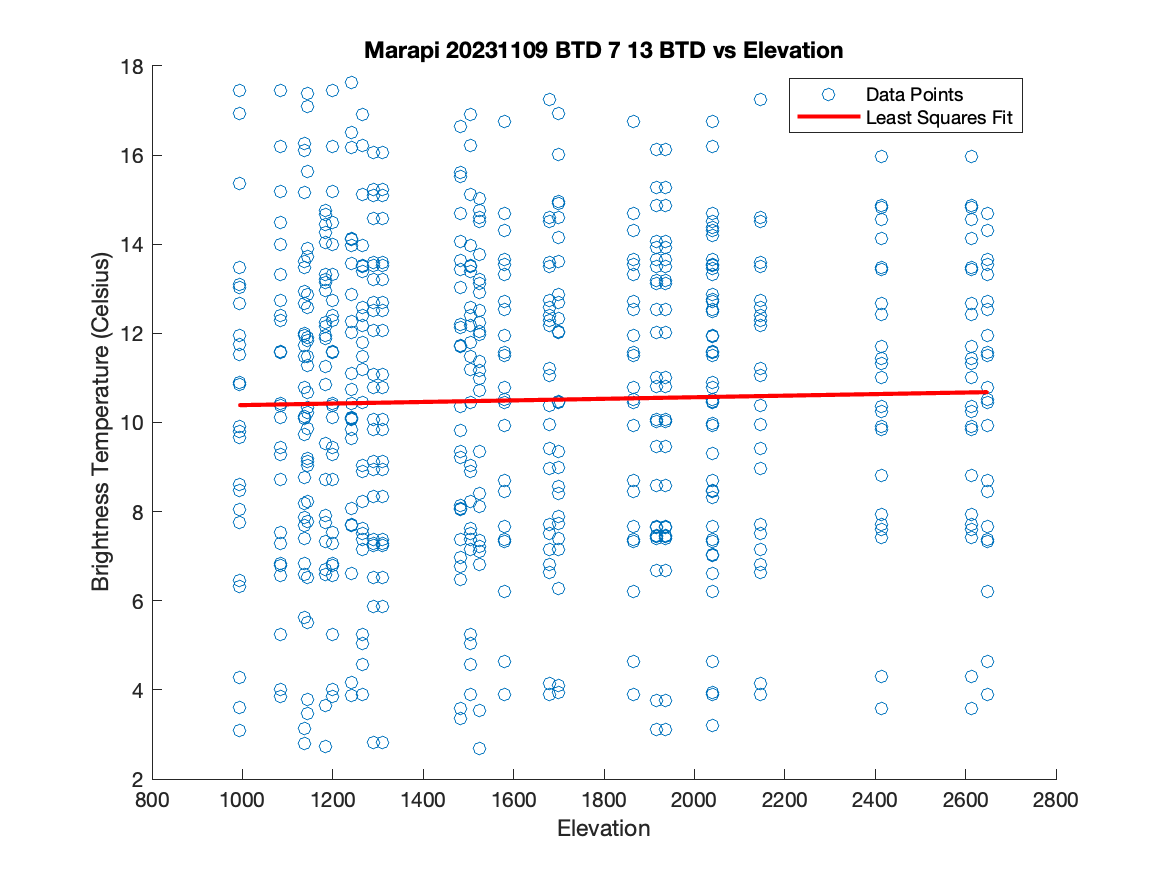 Marapi 20231109 BTD 7 13 BTD vs Elevation
Data Points
Least Squares Fit
Brightness Temperature (Celsius)
18
16
14
12
10
8
6
4
2
800 1000 1200 1400 1600 1800 2000 2200 2400 2600 2800
Elevation